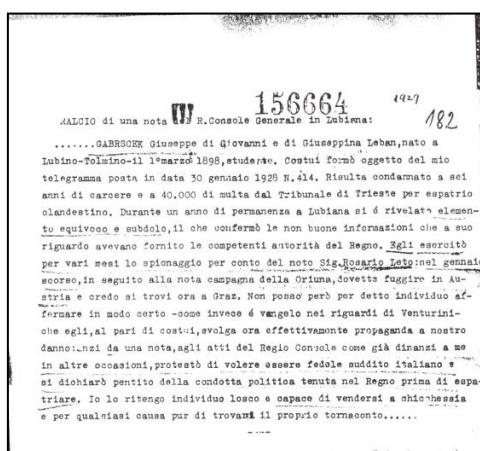 156664
1927
182
RALCIO di una nota R.Console Generale in Lubiana:
.......GABRSCEK Giuseppe di Giovanni e di Giuseppina Leban,nato a
Lubino-Tolmino-il 1°marzo 1898,studente. Costui formò oggetto del mio
telegramma posta in data 30 gennaio 1928 N.414. Risulta condannato a sei
anni di carcere e a 40.000 di multa dal Tribunale di Trieste per espatrio
clandestino. Durante un anno di permanenza a Lubiana si é rivelato elemen-
to equivoco e subdolo,il che confermò le non buone informazioni che a suo
riguardo avevano fornito le competenti autorità del Regno. Egli esercitò
per vari mesi lo spionaggio per conto del noto Sig.Rosario Leto:nel gennaio
scorso,in seguito alla nota campagna della Oriuna,dovette fuggire in Au-
stria e credo si trovi ora a Graz. Non posso però per detto individuo af-
fermare in modo certo -come invece é vangelo nei riguardi di Venturini-
che egli,al pari di costui,svolga ora effettivamente propaganda a nostro
danno:anzi da una nota,agli atti del Regio Console come già dinanzi a me
in altre occasioni,protestò di volere essere fedele suddito italiano e
si dichiarò pentito della condotta politica tenuta nel Regno prima di espa-
triare. Io lo ritengo individuo losco e capace di vendersi a chicchessia
e per qualsiasi causa pur di trovarmi il proprio tornaconto......